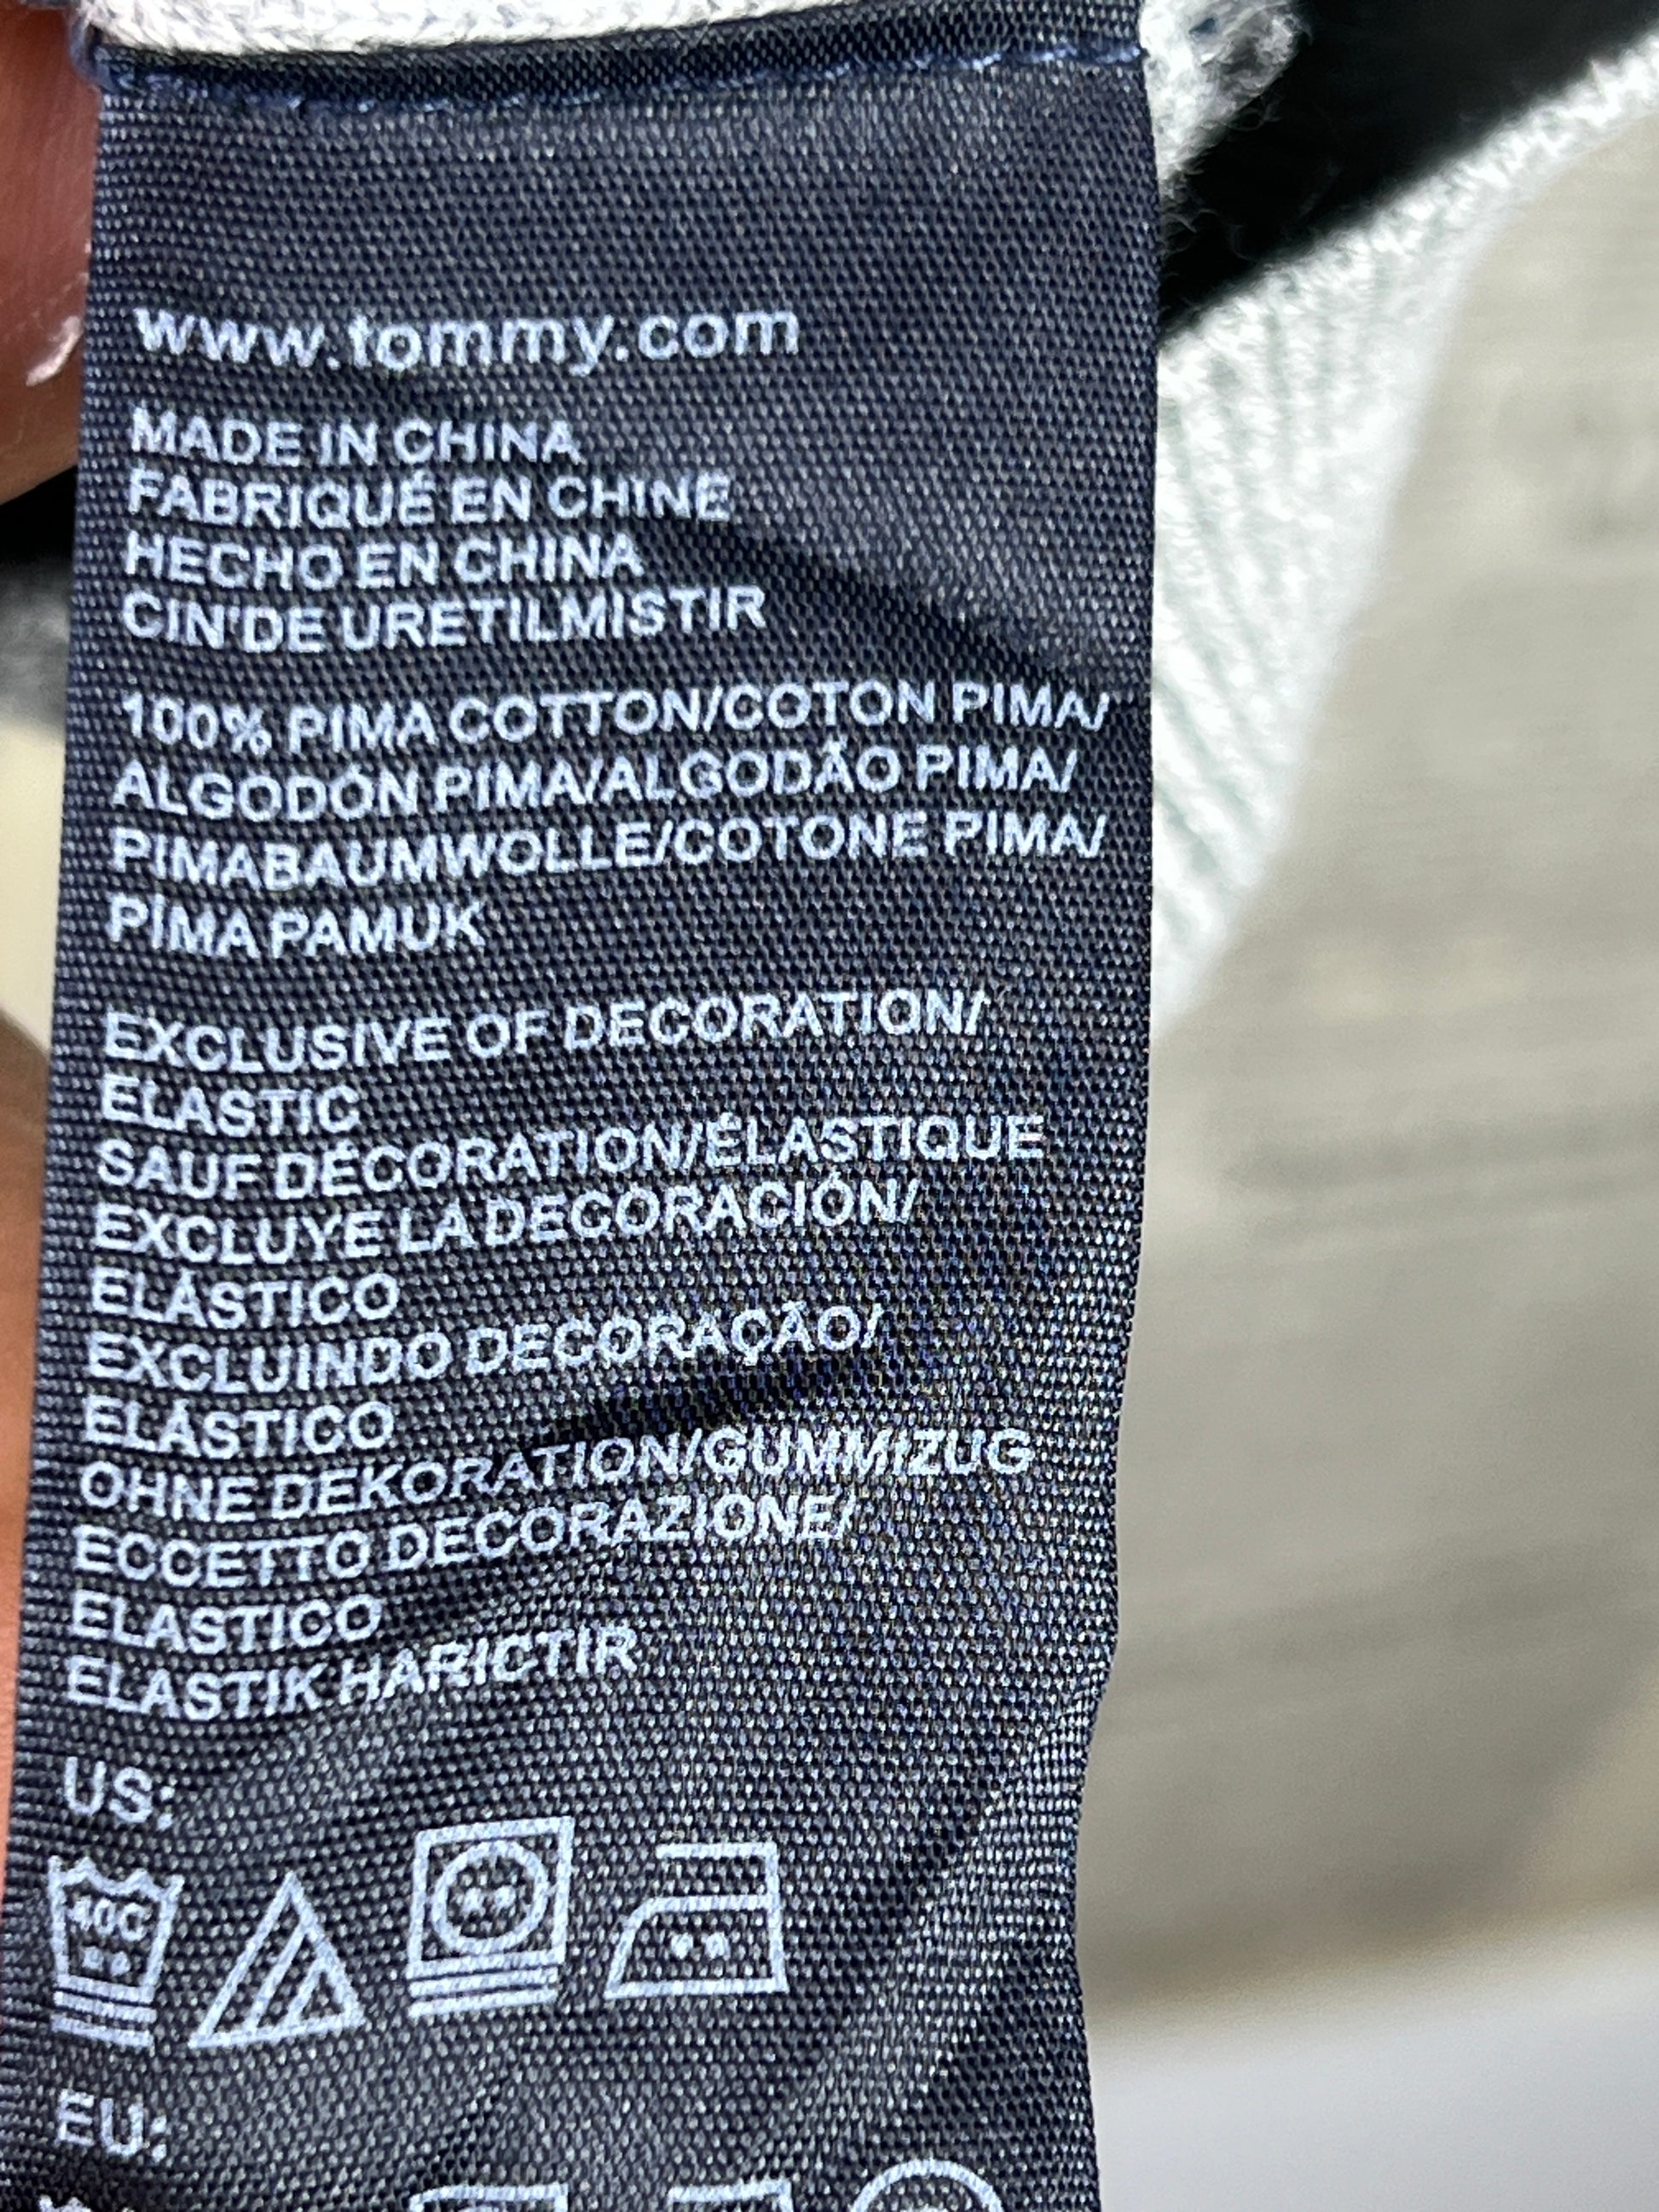 www.tommy.com
MADE IN CHINA
FABRIQUÉ EN CHINE
HECHO EN CHINA
CIN'DE URETILMISTIR
100% PIMA COTTON/COTON PIMA/
ALGODÓN PIMA/ALGODÃO PIMA/
PIMABAUMWOLLE/COTONE PIMA/
PIMA PAMUK
EXCLUSIVE OF DECORATION/
ELASTIC
SAUF DÉCORATION/ÉLASTIQUE
EXCLUYE LA DECORACIÓN/
ELÁSTICO
EXCLUINDO DECORAÇÃO/
ELÁSTICO
OHNE DEKORATION/GUMMIZUG
ECCETTO DECORAZIONE/
ELASTICO
ELASTIK HARICTIR
US:
40C
EU: